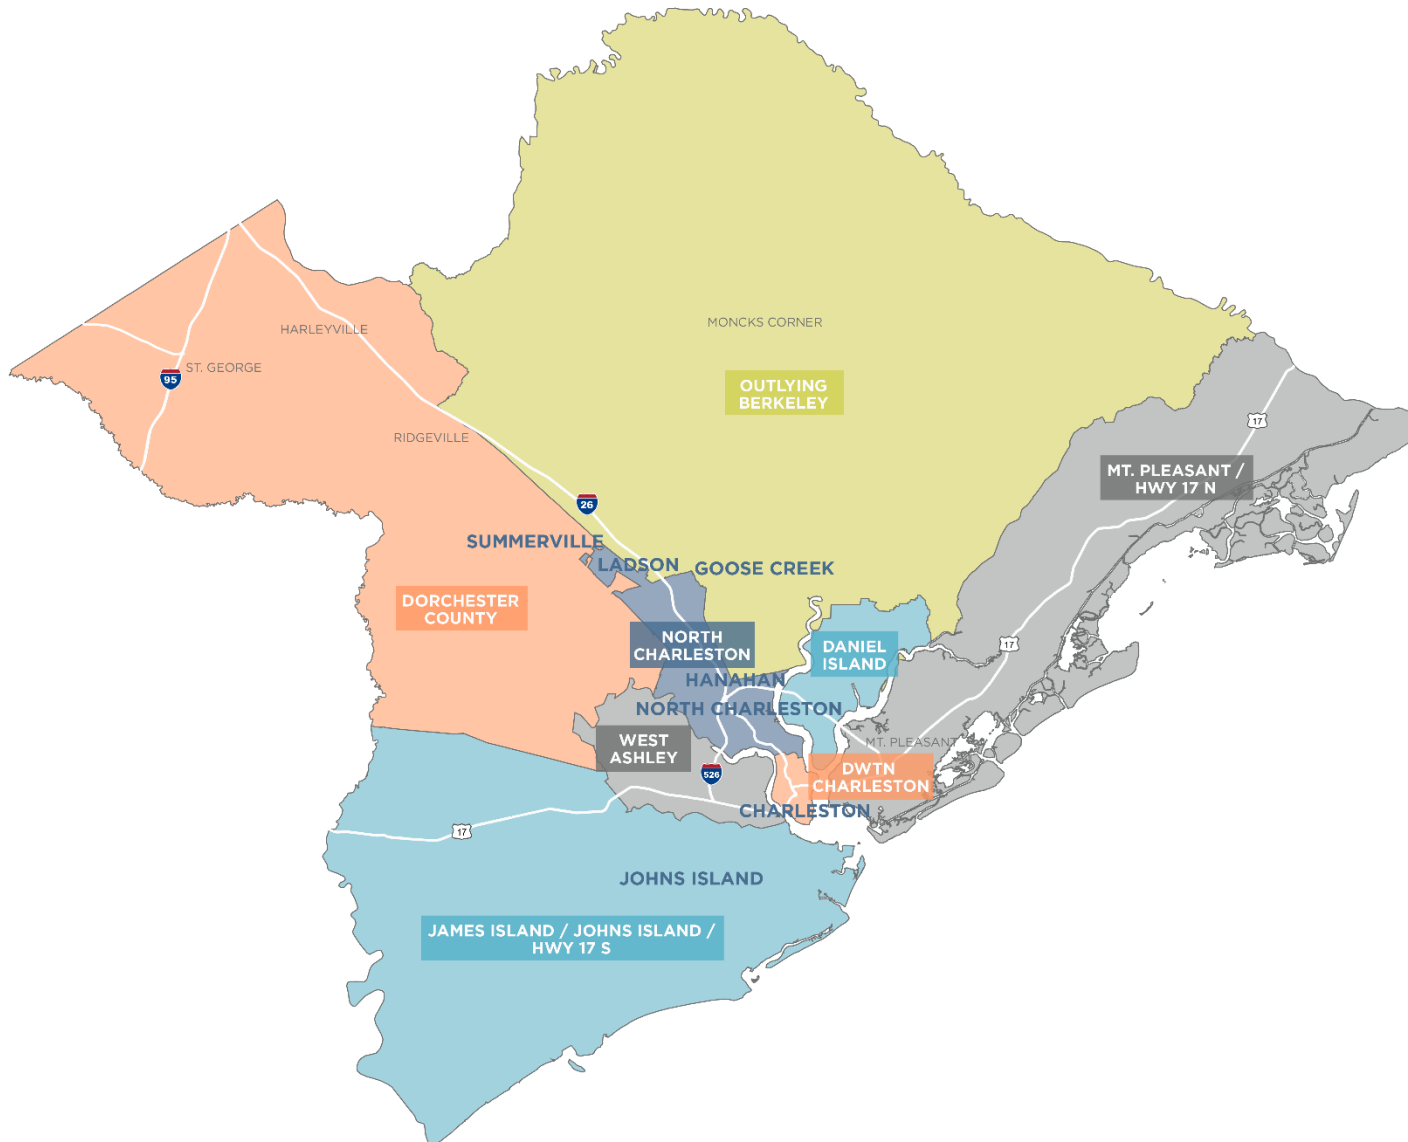 MONCKS CORNER
HARLEYVILLE
ST. GEORGE
95
OUTLYING
BERKELEY
17
RIDGEVILLE
MT. PLEASANT /
HWY 17 N
26
SUMMERVILLE
LADSON
GOOSE CREEK
DORCHESTER
COUNTY
NORTH
CHARLESTON
DANIEL
ISLAND
17
HANAHAN
NORTH CHARLESTON
WEST
ASHLEY
MT. PLEASANT
526
DWTN
CHARLESTON
CHARLESTON
17
JOHNS ISLAND
JAMES ISLAND / JOHNS ISLAND /
HWY 17 S